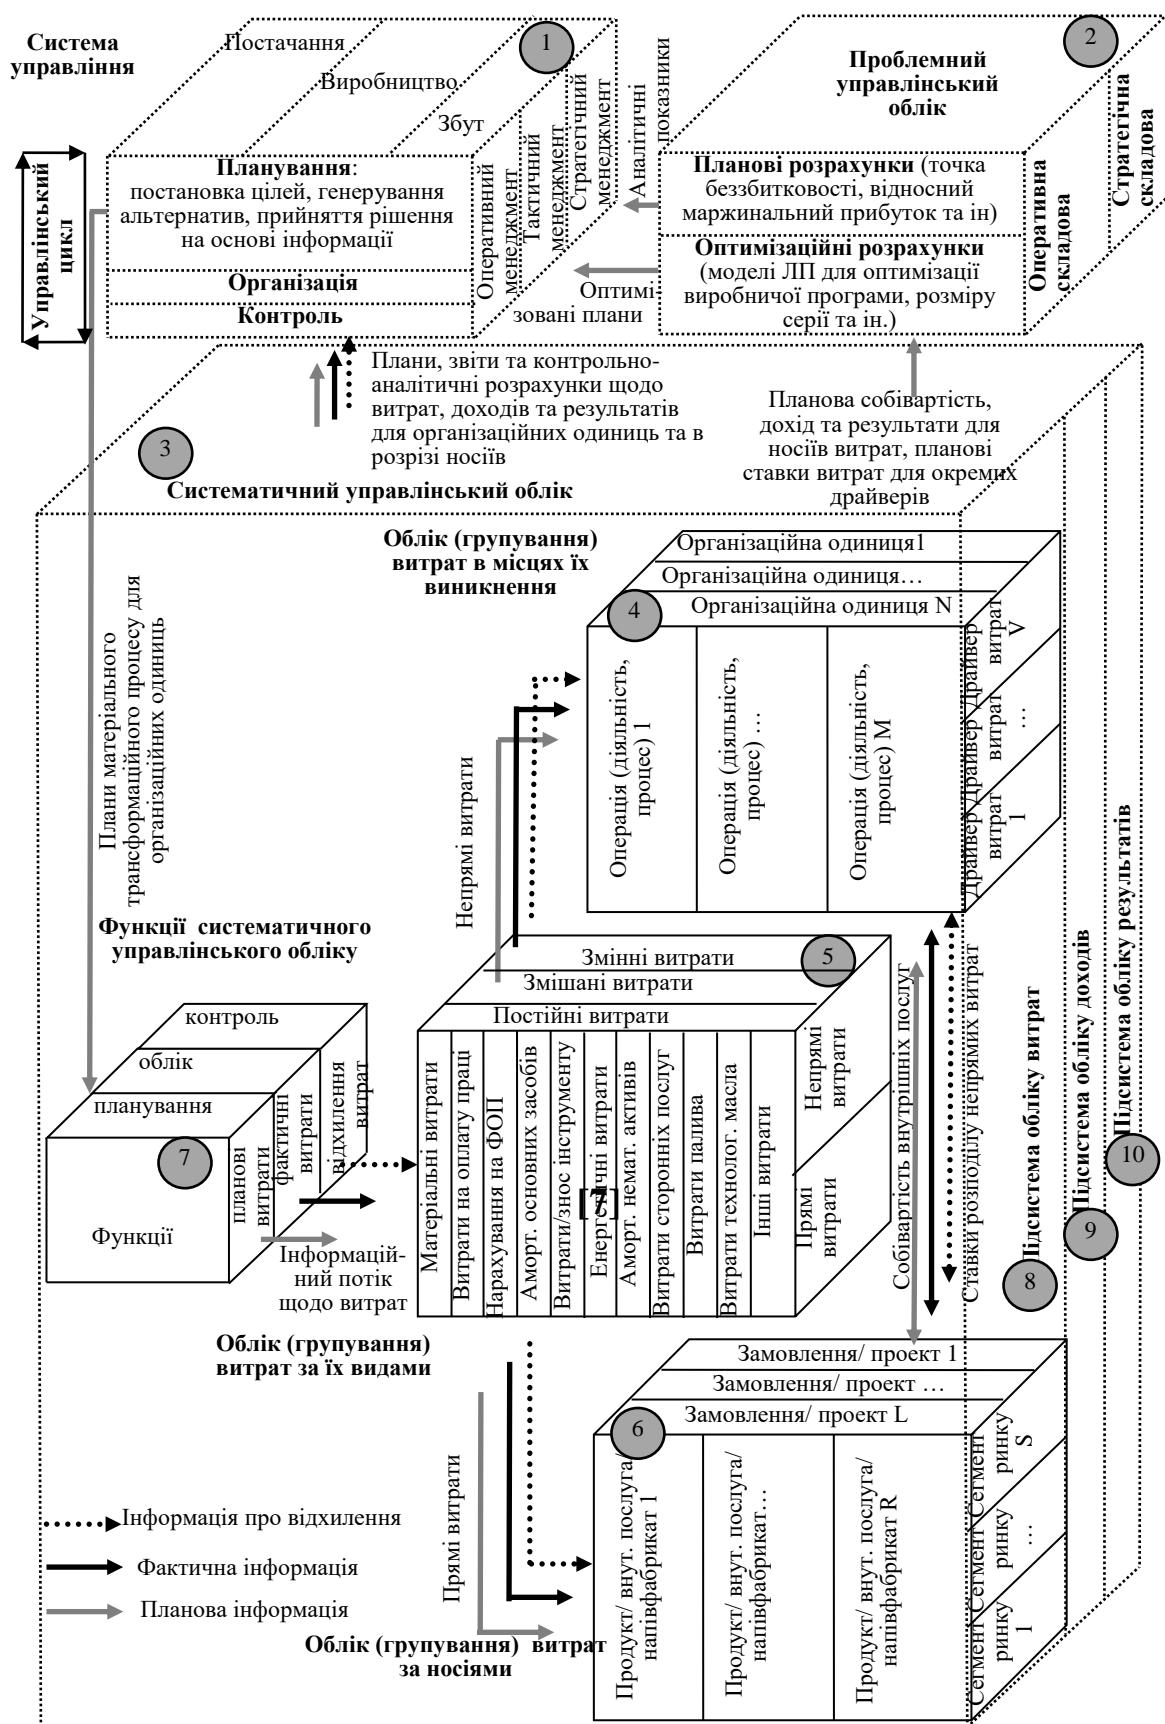 Система
управління
Постачання
Виробництво
Збут
1
Управлінський
цикл
Планування:
постановка цілей, генерування
альтернатив, прийняття рішення
на основі інформації
Організація
Контроль
Оперативний
менеджмент
Тактичний
менеджмент
Стратегічний
менеджмент
Аналітичні
показники
Оптимі-
зовані плани
2
Проблемний
управлінський
облік
Планові розрахунки (точка
беззбитковості, відносний
маржинальний прибуток та ін)
Оптимізаційні розрахунки
(моделі ЛП для оптимізації
виробничої програми, розміру
серії та ін.)
Оперативна
складова
Стратегічна
складова
Плани, звіти та контрольно-
аналітичні розрахунки щодо
витрат, доходів та результатів
для організаційних одиниць та в
розрізі носіїв
Планова собівартість,
дохід та результати для
носіїв витрат, планові
ставки витрат для окремих
драйверів
3
Систематичний управлінський облік
Облік (групування)
витрат в місцях їх
виникнення
Організаційна одиниця1
Організаційна одиниця…
Організаційна одиниця N
4
Операція (діяльність,
процес) 1
Операція (діяльність,
процес) …
Операція (діяльність,
процес) М
Драйвер
витрат
V
Драйвер
витрат
…
Драйвер
витрат
1
Плани матеріального
трансформаційного процесу для
організаційних одиниць
Непрямі витрати
Функції систематичного
управлінського обліку
контроль
облік
планування
7
Функції
планові
витрати
фактичні
витрати
відхилення
витрат
Інформацій-
ний потік
щодо витрат
Змінні витрати
5
Змішані витрати
Постійні витрати
Матеріальні витрати
Витрати на оплату праці
Нарахування на ФОП
Аморт. основних засобів
Витрати/знос інструменту
Енергетичні витрати
Аморт. немат. активів
Витрати сторонніх послуг
Витрати палива
Витрати технолог. масла
Інші витрати
[7]
Непрямі
витрати
Прямі
витрати
Собівартість внутрішніх послуг
Ставки розподілу непрямих витрат
Підсистема обліку витрат
8
Підсистема обліку доходів
9
Підсистема обліку результатів
10
Облік (групування)
витрат за їх видами
Прямі витрати
Замовлення/ проект 1
Замовлення/ проект …
Замовлення/ проект L
6
Продукт/ внут. послуга/
напівфабрикат 1
Продукт/ внут. послуга/
напівфабрикат…
Продукт/ внут. послуга/
напівфабрикат R
Сегмент
ринку
S
Сегмент
ринку
…
Сегмент
ринку
1
Інформація про відхилення
Фактична інформація
Планова інформація
Облік (групування) витрат
за носіями